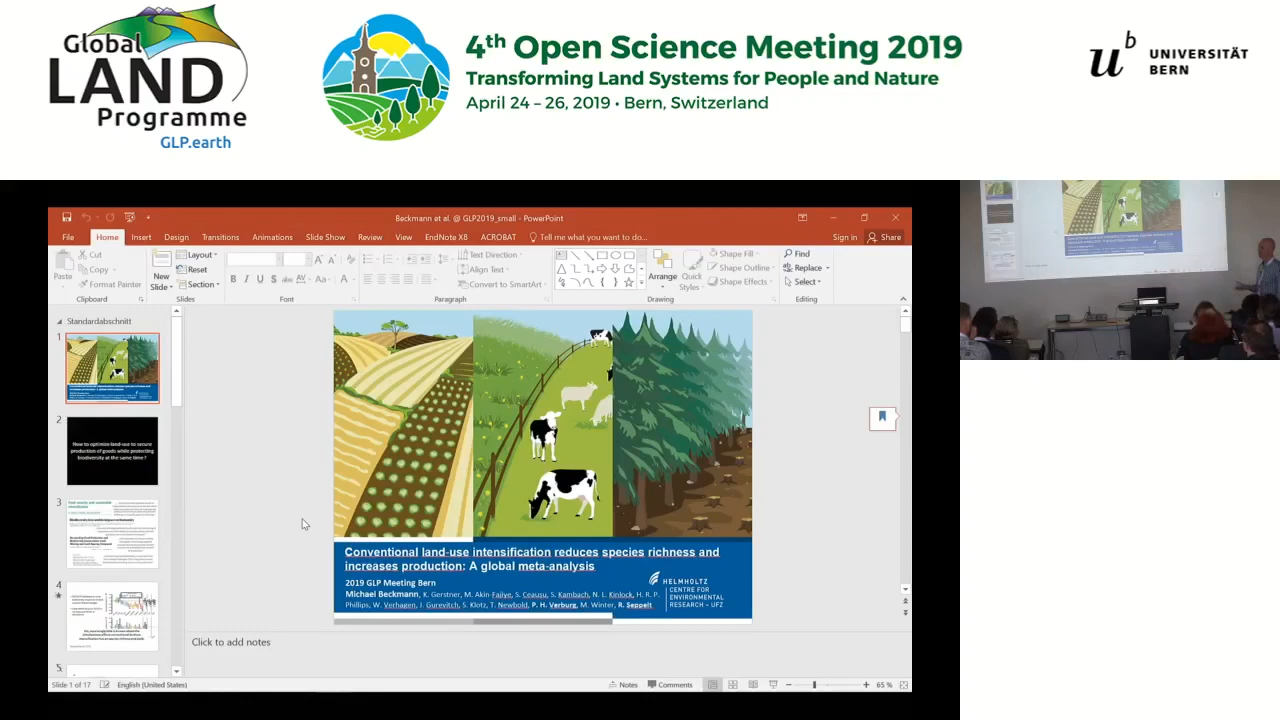 Global
LAND
Programme
GLP.earth
4th Open Science Meeting 2019
Transforming Land Systems for People and Nature
April 24 – 26, 2019 • Bern, Switzerland
u b
UNIVERSITÄT
BERN
Beckmann et al. @ GLP2019_small - PowerPoint
File Home Insert Design Transitions Animations Slide Show Review View EndNote X8 ACROBAT Tell me what you want to do... Sign in Share
Paste
Cut
Copy
Format Painter
Clipboard
New
Slide
Layout
Reset
Section
Slides
B I U S abc AV Aa A
Font
Text Direction
Align Text
Convert to SmartArt
Paragraph
Arrange
Quick
Styles
Shape Fill
Shape Outline
Shape Effects
Drawing
Find
Replace
Select
Editing
Standardabschnitt
1
2
How to optimize land-use to secure
production of goods while protecting
biodiversity at the same time?
3
4
5
Conventional land-use intensification reduces species richness and
increases production: A global meta-analysis
2019 GLP Meeting Bern
Michael Beckmann, K. Gerstner, M. Akin-Fajiye, S. Ceausu, S. Kambach, N. L. Kinlock, H. R. P.
Phillips, W. Verhagen, J. Gurevitch, S. Klotz, T. Newbold, P. H. Verburg, M. Winter, R. Seppelt
HELMHOLTZ
CENTRE FOR
ENVIRONMENTAL
RESEARCH – UFZ
Click to add notes
Slide 1 of 17 English (United States) Notes Comments 65 %